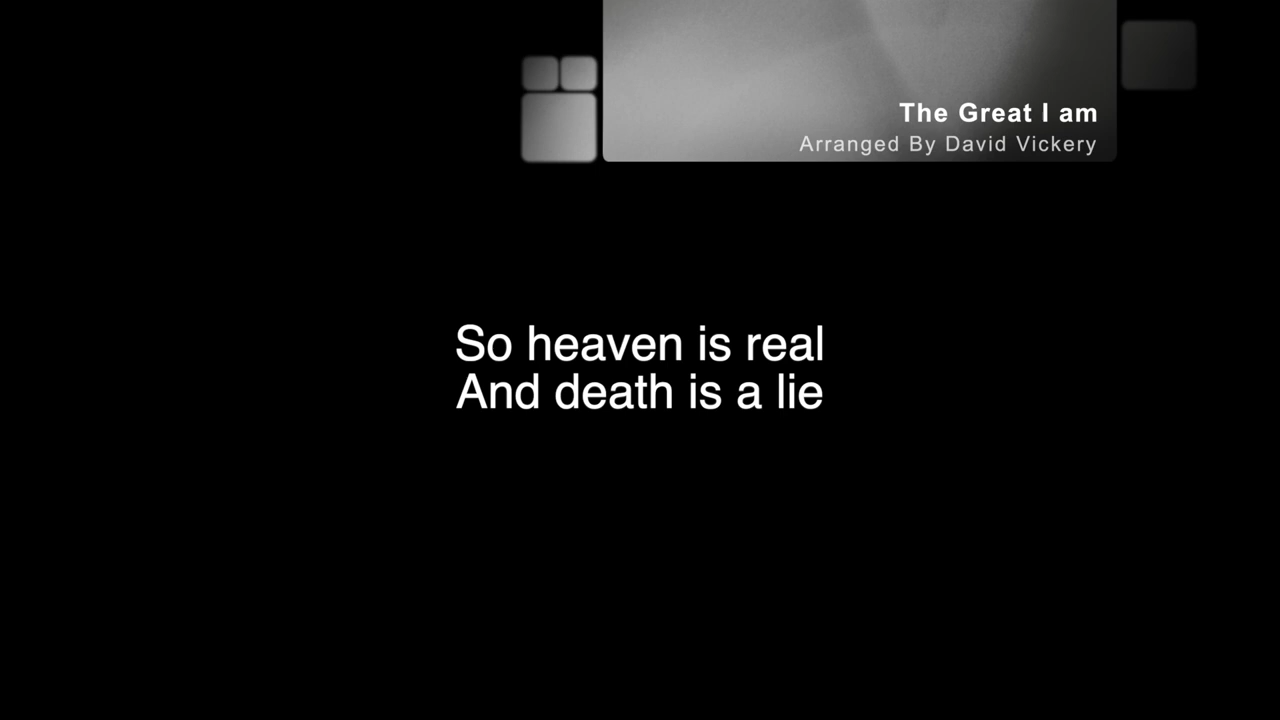 The Great I am
Arranged By David Vickery
So heaven is real
And death is a lie